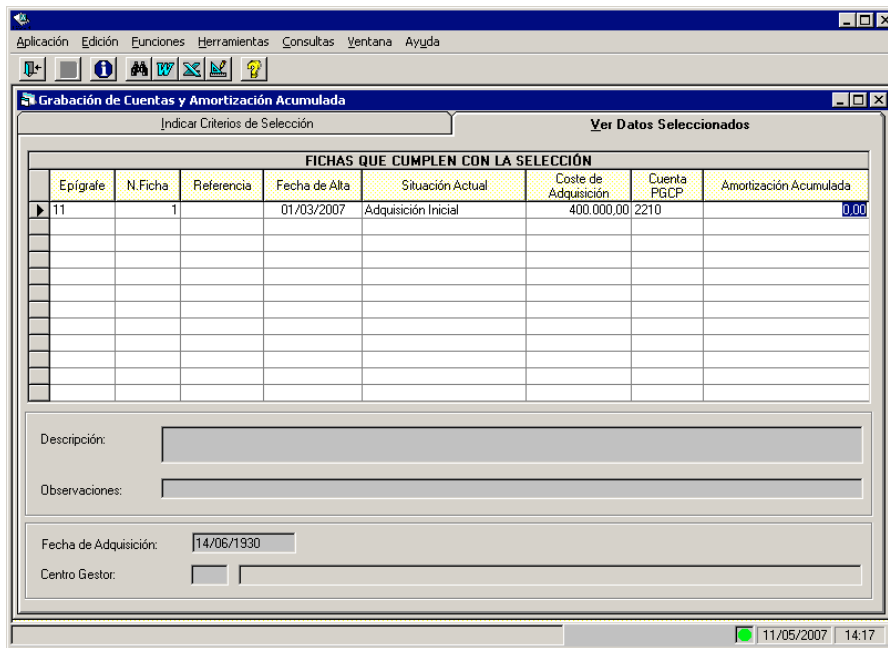 Aplicación Edición Funciones Herramientas Consultas Ventana Ayuda
Grabación de Cuentas y Amortización Acumulada
Indicar Criterios de Selección Ver Datos Seleccionados
FICHAS QUE CUMPLEN CON LA SELECCIÓN
Epígrafe N.Ficha Referencia Fecha de Alta Situación Actual Coste de Adquisición Cuenta PGCP Amortización Acumulada
11 1 01/03/2007 Adquisición Inicial 400.000,00 2210 0,00
Descripción:
Observaciones:
Fecha de Adquisición: 14/06/1930
Centro Gestor:
11/05/2007 14:17